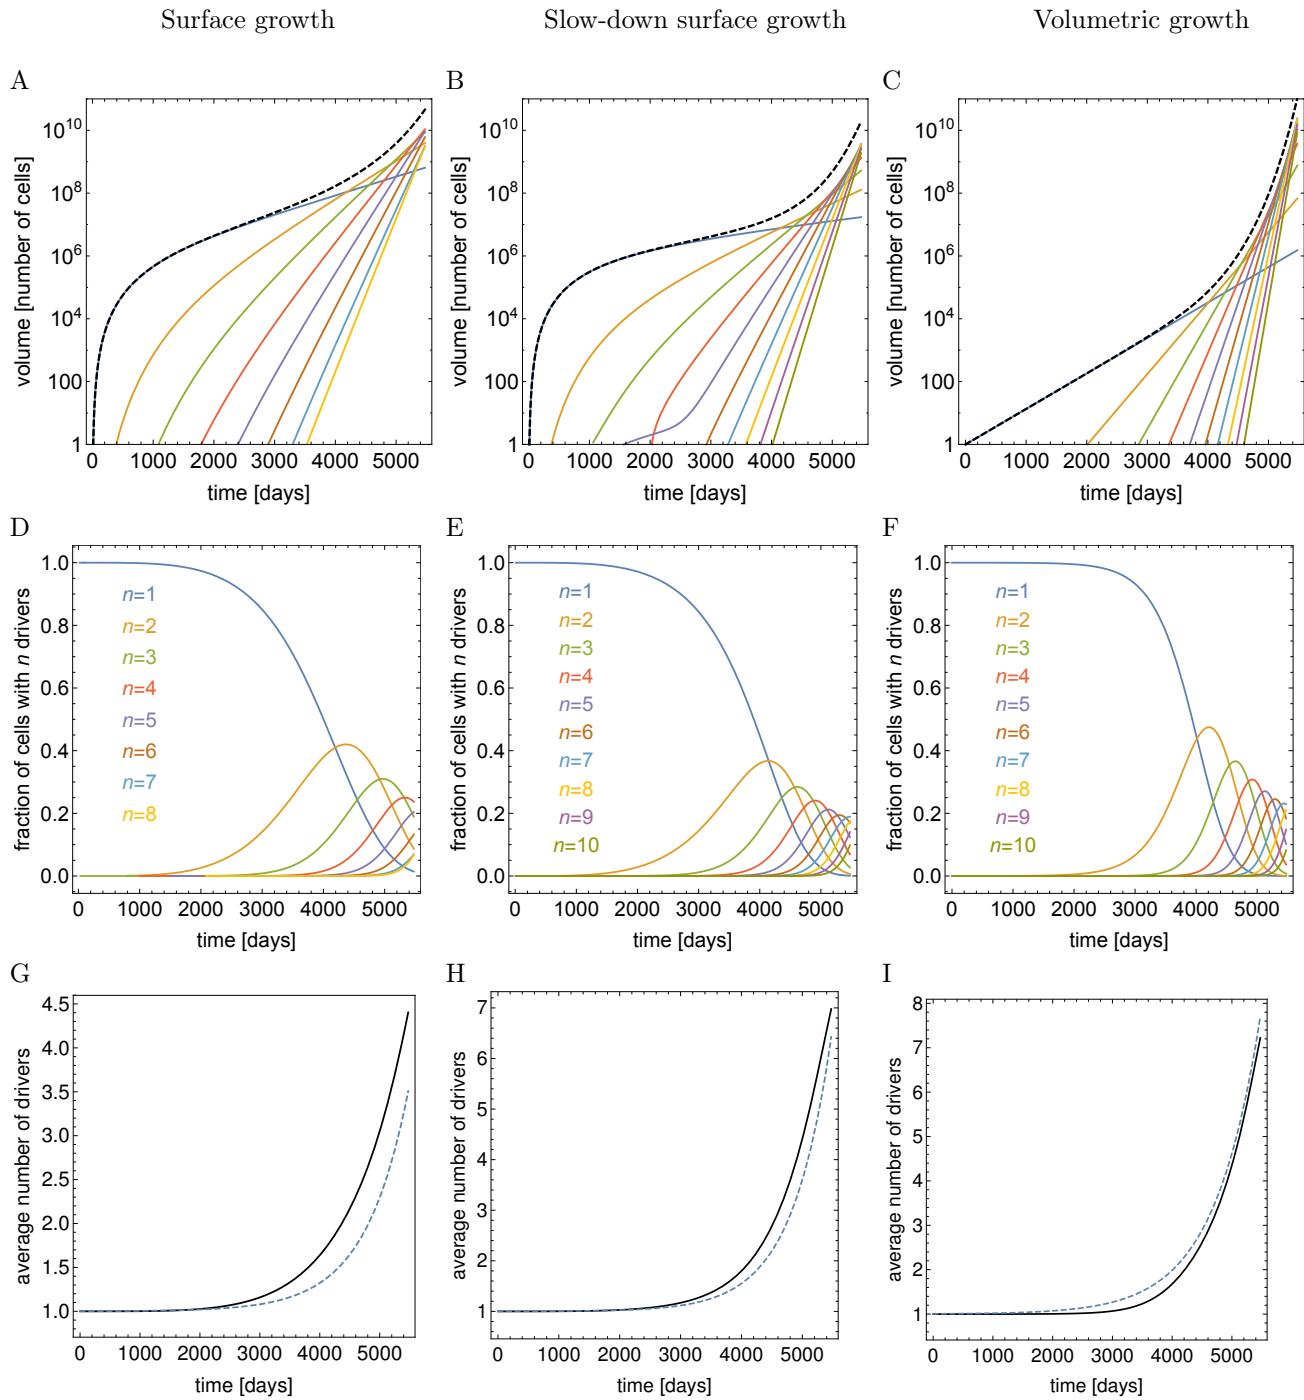 Surface growth
Slow-down surface growth
Volumetric growth
A
volume [number of cells]
10^10
10^8
10^6
10^4
100
1
0 1000 2000 3000 4000 5000
time [days]
B
volume [number of cells]
10^10
10^8
10^6
10^4
100
1
0 1000 2000 3000 4000 5000
time [days]
C
volume [number of cells]
10^10
10^8
10^6
10^4
100
1
0 1000 2000 3000 4000 5000
time [days]
D
fraction of cells with n drivers
1.0
0.8
0.6
0.4
0.2
0.0
n=1
n=2
n=3
n=4
n=5
n=6
n=7
n=8
0 1000 2000 3000 4000 5000
time [days]
E
fraction of cells with n drivers
1.0
0.8
0.6
0.4
0.2
0.0
n=1
n=2
n=3
n=4
n=5
n=6
n=7
n=8
n=9
n=10
0 1000 2000 3000 4000 5000
time [days]
F
fraction of cells with n drivers
1.0
0.8
0.6
0.4
0.2
0.0
n=1
n=2
n=3
n=4
n=5
n=6
n=7
n=8
n=9
n=10
0 1000 2000 3000 4000 5000
time [days]
G
average number of drivers
4.5
4.0
3.5
3.0
2.5
2.0
1.5
1.0
0 1000 2000 3000 4000 5000
time [days]
H
average number of drivers
7
6
5
4
3
2
1
0 1000 2000 3000 4000 5000
time [days]
I
average number of drivers
8
7
6
5
4
3
2
1
0 1000 2000 3000 4000 5000
time [days]